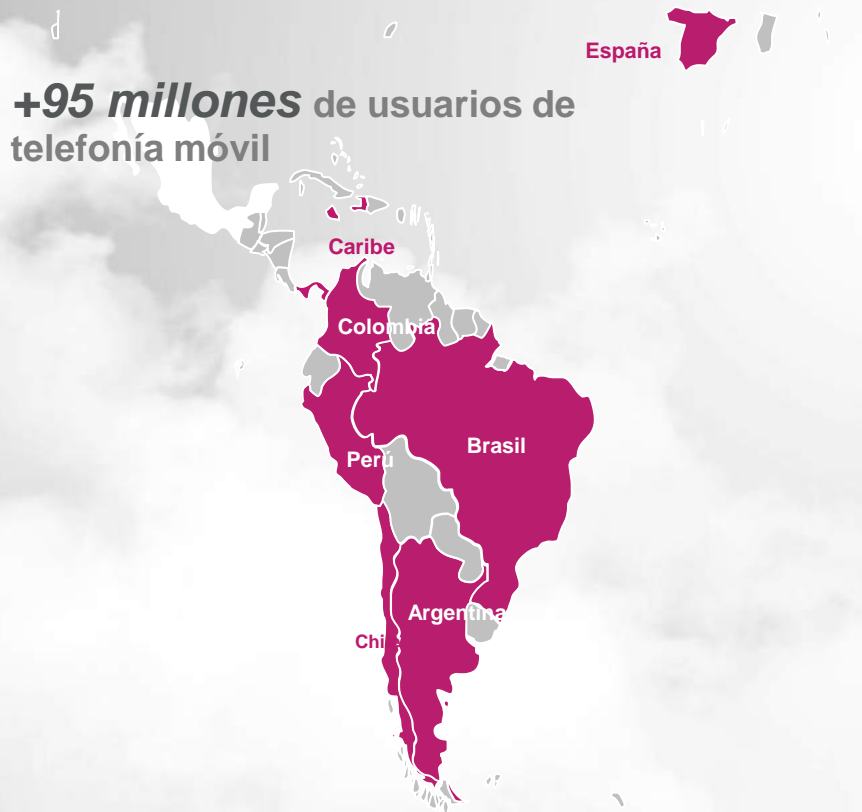 España
+95 millones de usuarios de
telefonía móvil
Caribe
Colombia
Brasil
Perú
Argentina
Chile